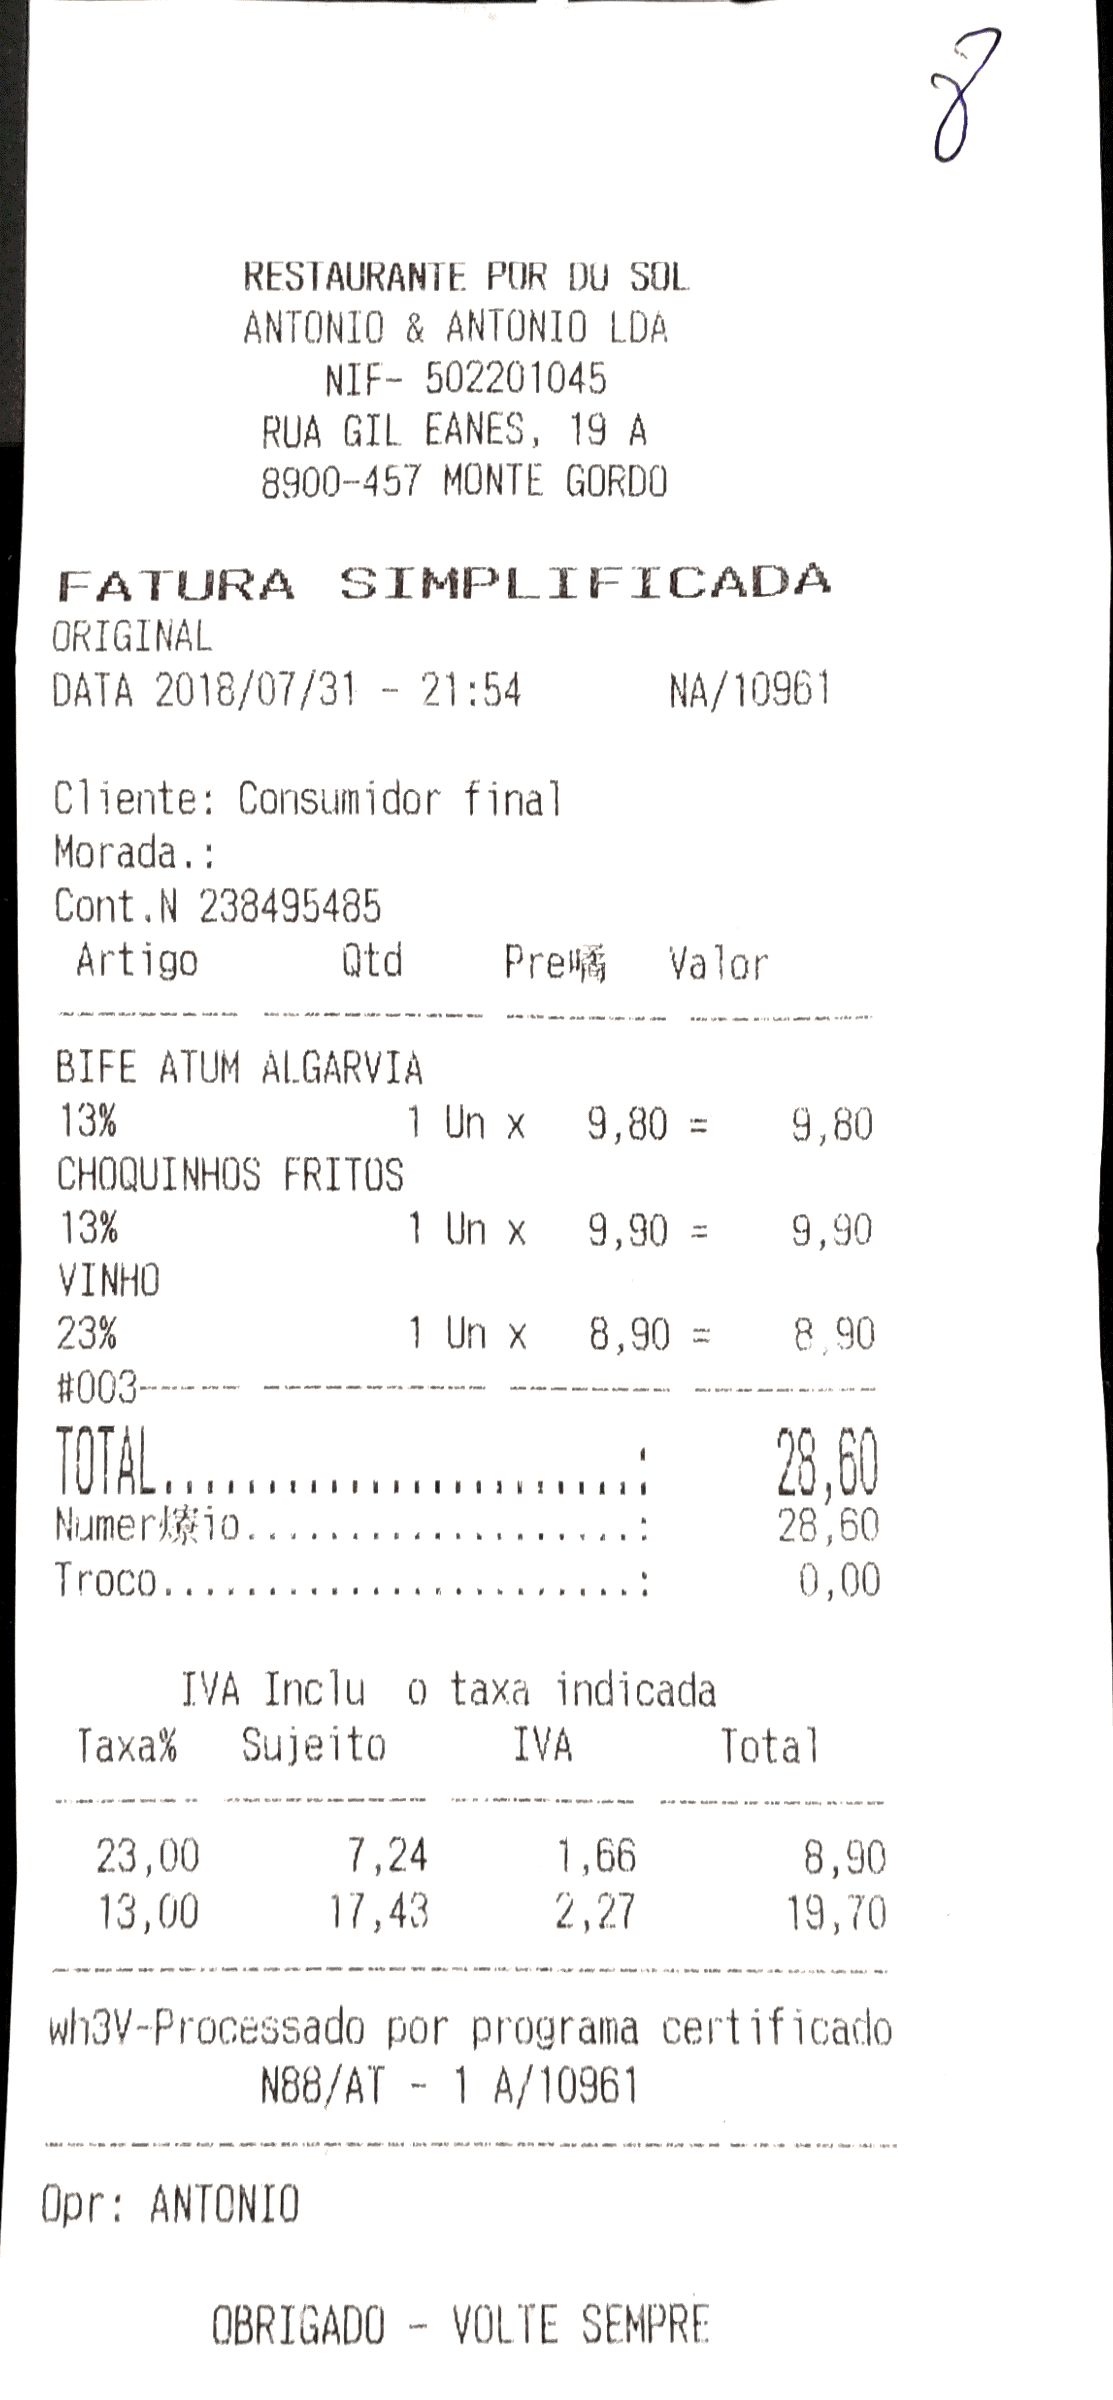 RESTAURANTE POR DU SOL
ANTONIO & ANTONIO LDA
NIF- 502201045
RUA GIL EANES, 19 A
8900-457 MONTE GORDO
FATURA SIMPLIFICADA
ORIGINAL
DATA 2018/07/31 - 21:54 NA/10961
Cliente: Consumidor final
Morada.:
Cont.N 238495485
Artigo Qtd Pre Valor
BIFE ATUM ALGARVIA
13% 1 Un x 9,80 = 9,80
CHOQUINHOS FRITOS
13% 1 Un x 9,90 = 9,90
VINHO
23% 1 Un x 8,90 = 8,90
#003
TOTAL.......................: 28,60
Numer燎io...................: 28,60
Troco.......................: 0,00
IVA Inclu o taxa indicada
Taxa% Sujeito IVA Total
23,00 7,24 1,66 8,90
13,00 17,43 2,27 19,70
wh3V-Processado por programa certificado
N88/AT - 1 A/10961
Opr: ANTONIO
OBRIGADO - VOLTE SEMPRE